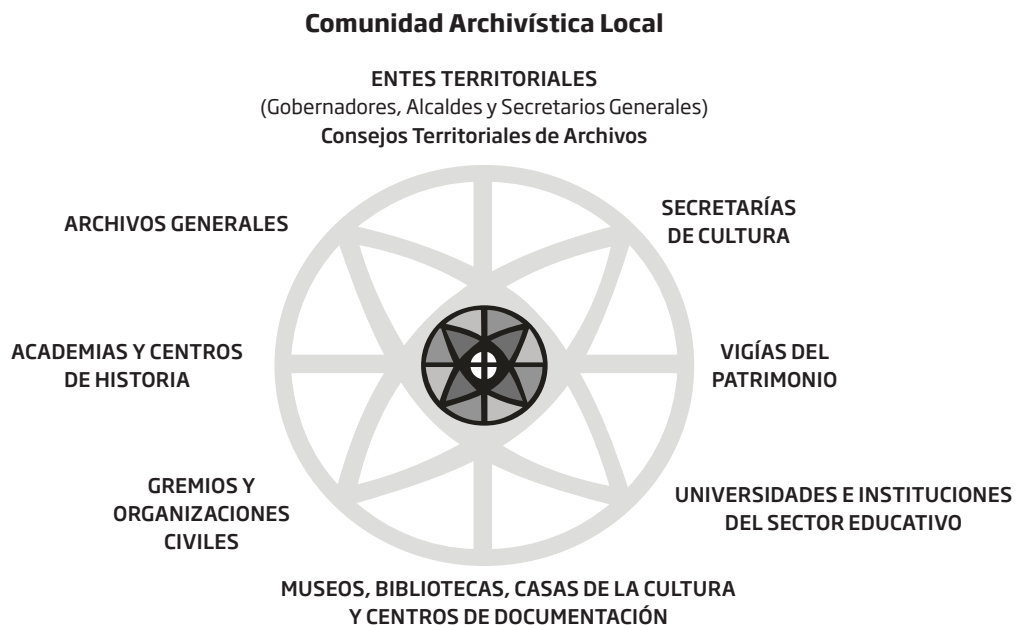 Comunidad Archivística Local
ENTES TERRITORIALES
(Gobernadores, Alcaldes y Secretarios Generales)
Consejos Territoriales de Archivos
ARCHIVOS GENERALES
SECRETARÍAS
DE CULTURA
ACADEMIAS Y CENTROS
DE HISTORIA
VIGÍAS DEL
PATRIMONIO
GREMIOS Y
ORGANIZACIONES
CIVILES
UNIVERSIDADES E INSTITUCIONES
DEL SECTOR EDUCATIVO
MUSEOS, BIBLIOTECAS, CASAS DE LA CULTURA
Y CENTROS DE DOCUMENTACIÓN